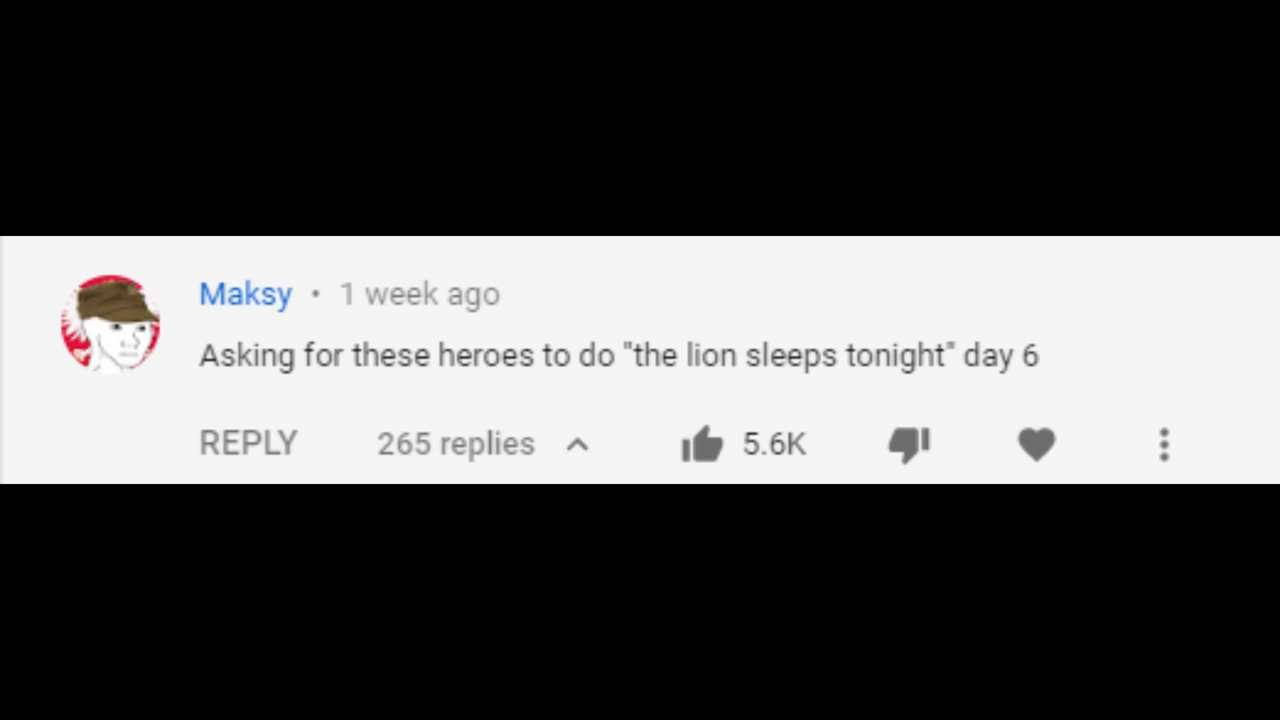 Maksy • 1 week ago
Asking for these heroes to do "the lion sleeps tonight" day 6
REPLY 265 replies 5.6K